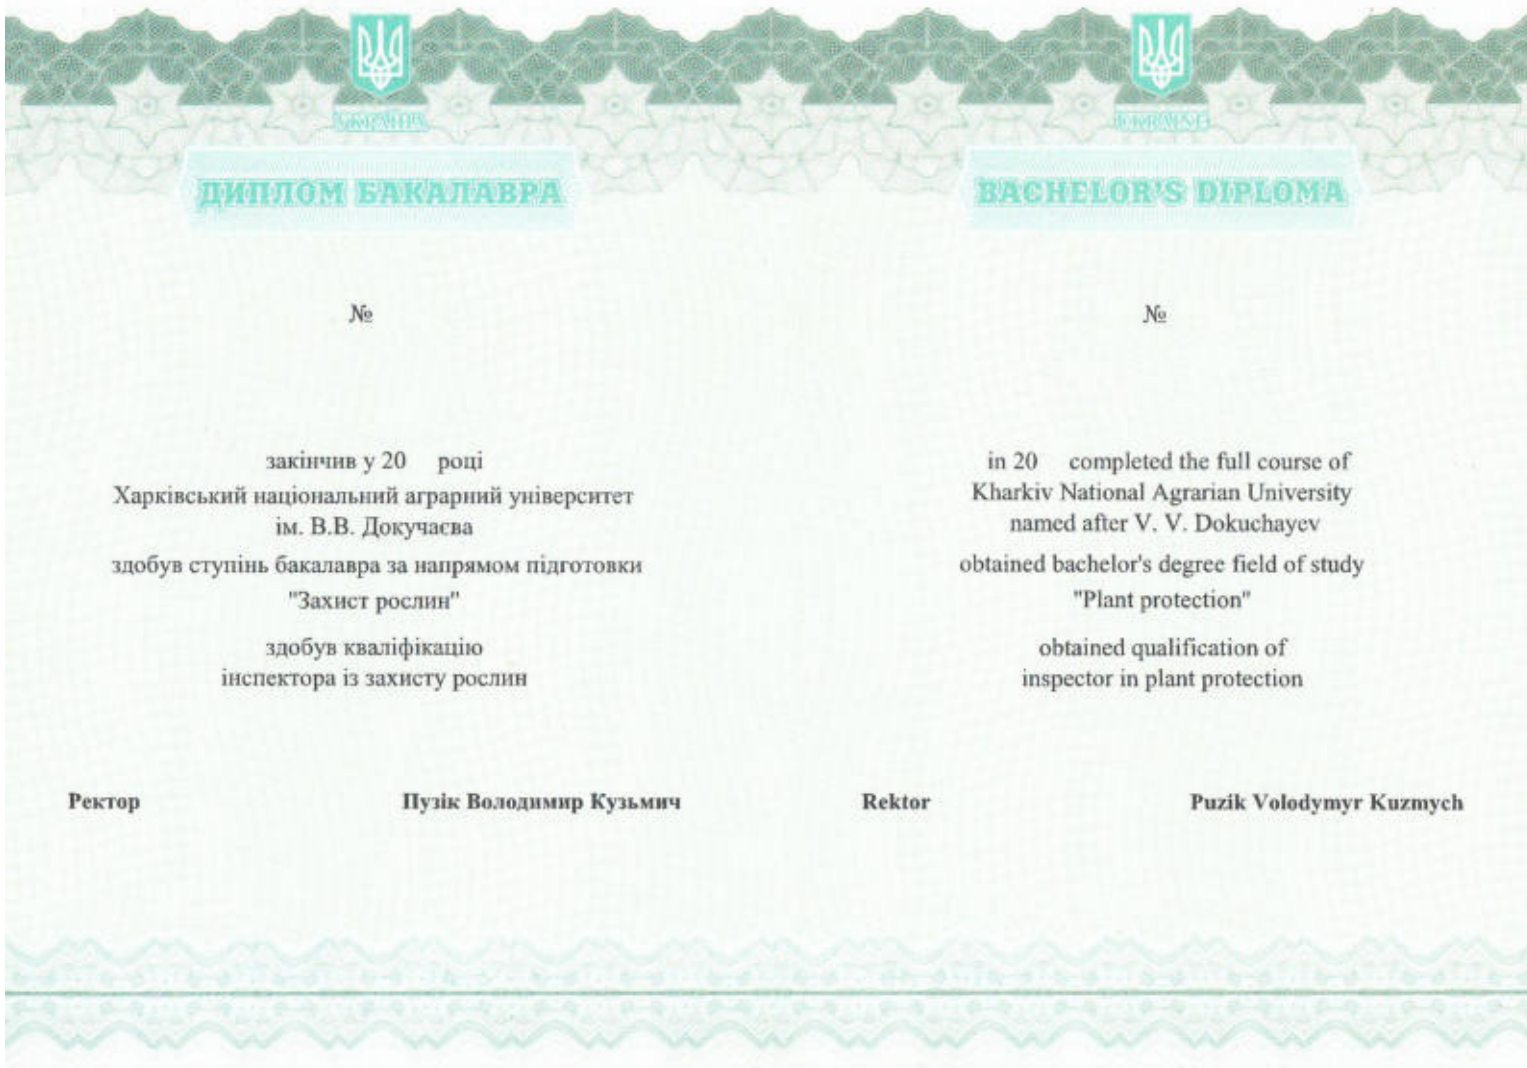 УКРАЇНА
ДИПЛОМ БАКАЛАВРА
№
закінчив у 20 році
Харківський національний аграрний університет
ім. В.В. Докучаєва
здобув ступінь бакалавра за напрямом підготовки
"Захист рослин"
здобув кваліфікацію
інспектора із захисту рослин
Ректор Пузік Володимир Кузьмич
UKRAINE
BACHELOR'S DIPLOMA
№
in 20 completed the full course of
Kharkiv National Agrarian University
named after V. V. Dokuchayev
obtained bachelor's degree field of study
"Plant protection"
obtained qualification of
inspector in plant protection
Rektor Puzik Volodymyr Kuzmych